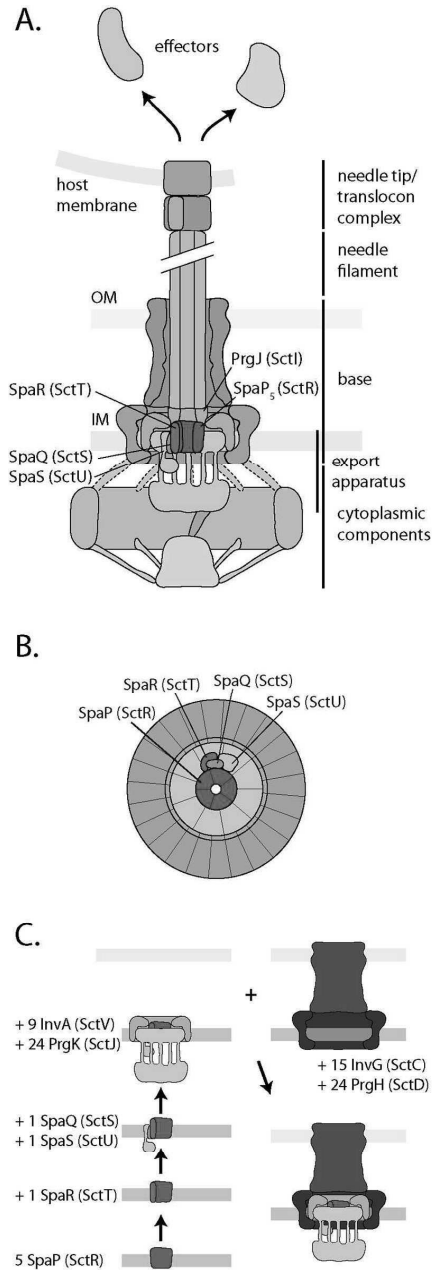 A.
effectors
host
membrane
needle tip/
translocon
complex
needle
filament
OM
PrgJ (SctI)
SpaR (SctT)
SpaP5 (SctR)
base
IM
SpaQ (SctS)
SpaS (SctU)
export
apparatus
cytoplasmic
components
B.
SpaR (SctT)
SpaQ (SctS)
SpaS (SctU)
SpaP (SctR)
C.
+ 9 InvA (SctV)
+ 24 PrgK (SctJ)
+
+ 15 InvG (SctC)
+ 24 PrgH (SctD)
+ 1 SpaQ (SctS)
+ 1 SpaS (SctU)
+ 1 SpaR (SctT)
5 SpaP (SctR)